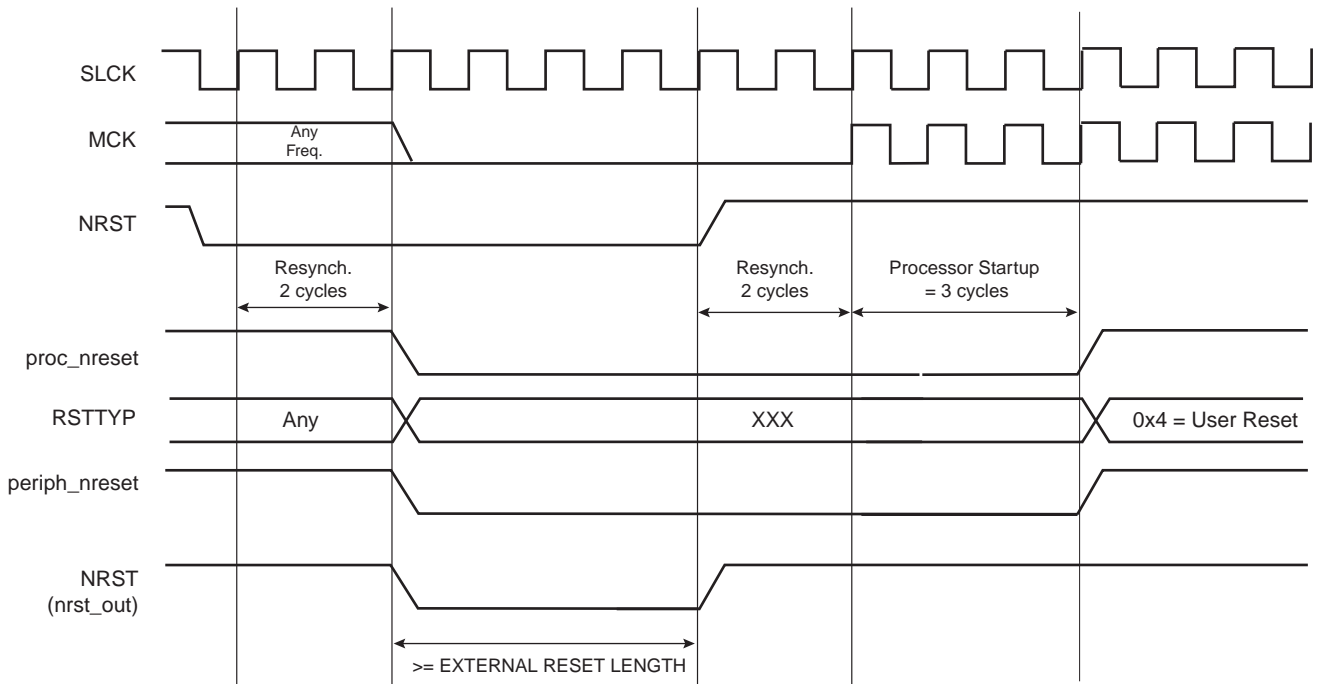 SLCK
MCK
Any
Freq.
NRST
Resynch.
2 cycles
Resynch.
2 cycles
Processor Startup
= 3 cycles
proc_nreset
RSTTYP
Any
XXX
0x4 = User Reset
periph_nreset
NRST
(nrst_out)
>= EXTERNAL RESET LENGTH